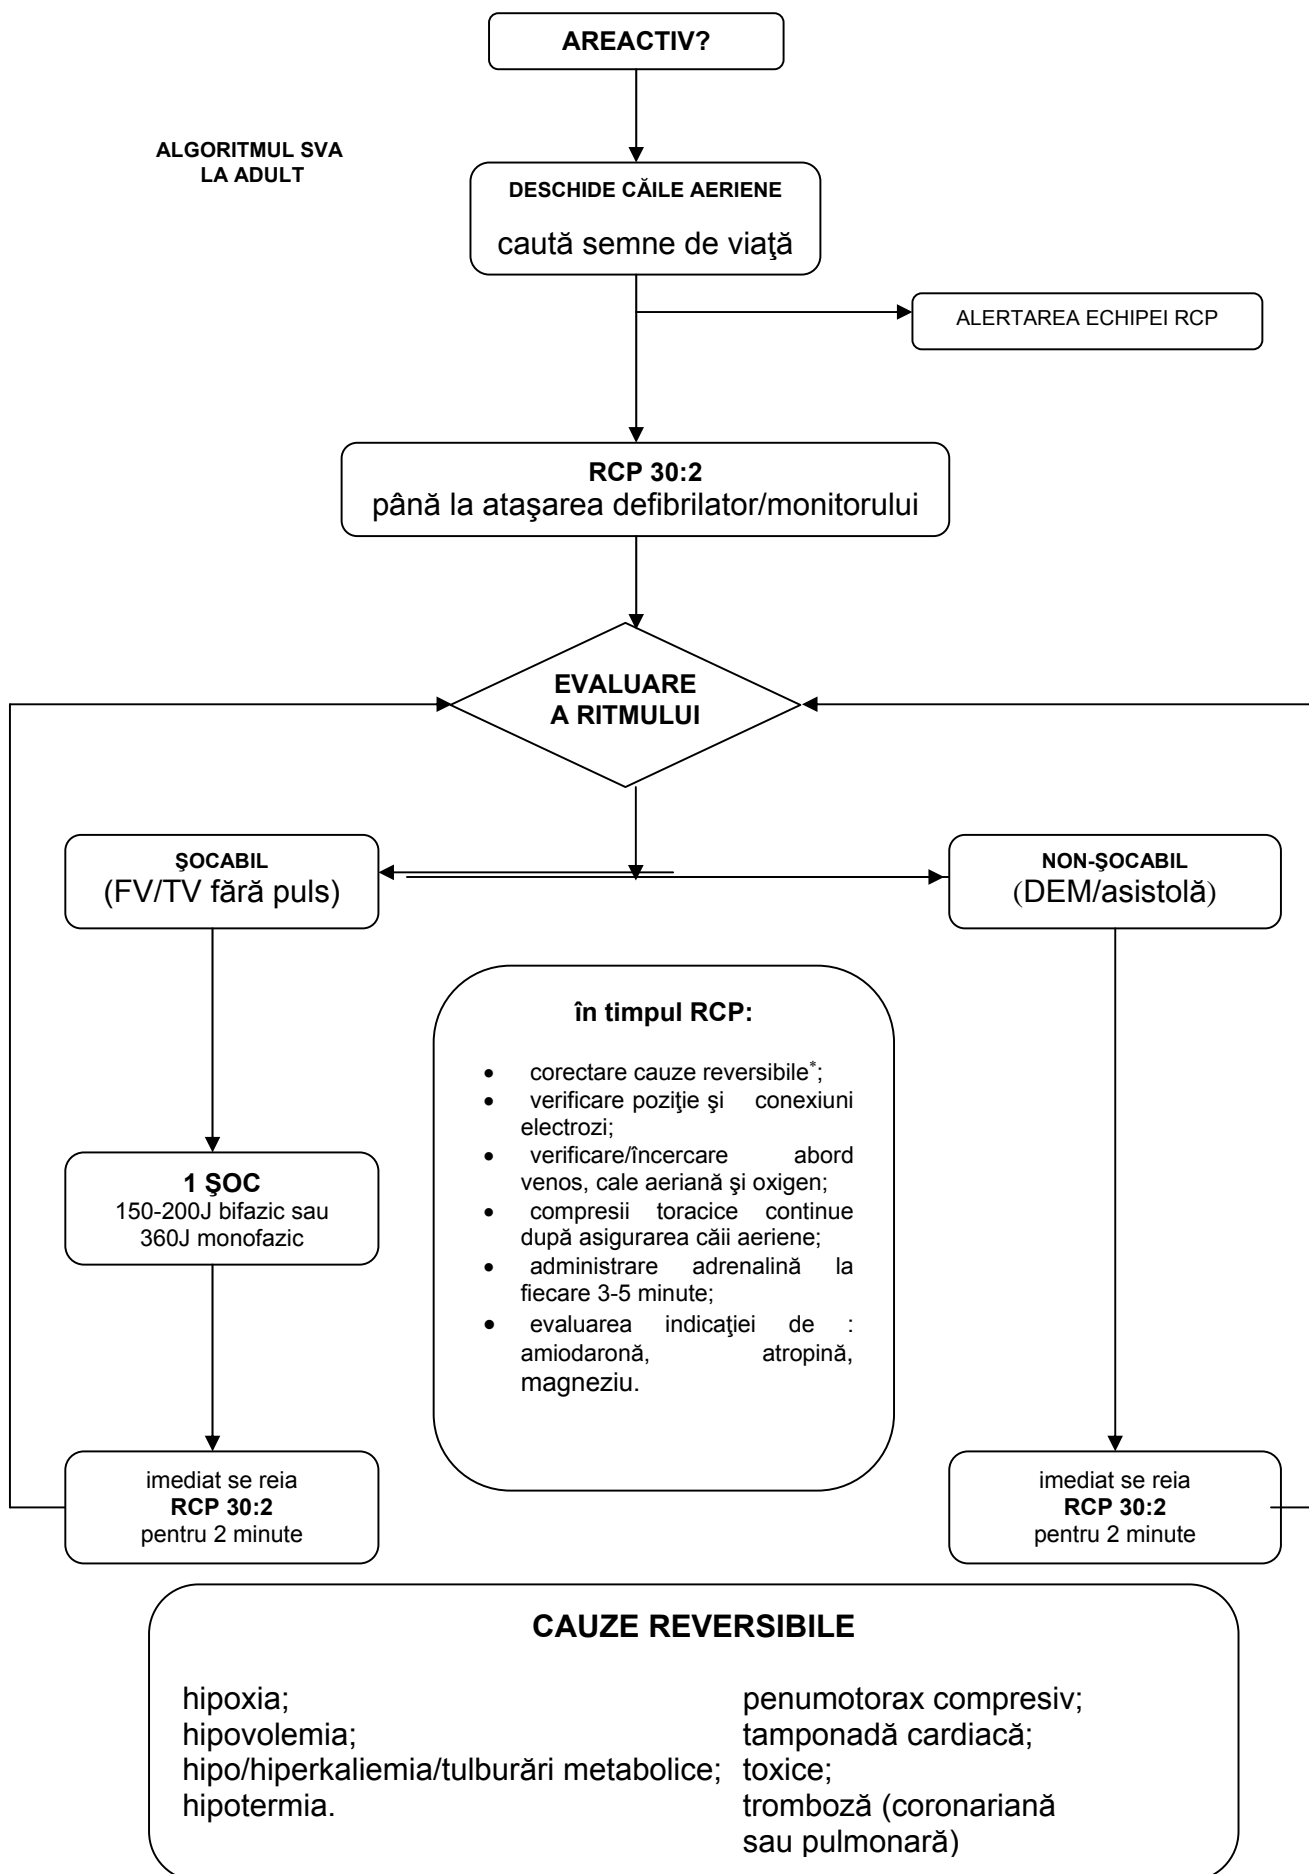 AREACTIV?
ALGORITMUL SVA
LA ADULT
DESCHIDE CĂILE AERIENE
caută semne de viaţă
ALERTAREA ECHIPEI RCP
RCP 30:2
până la ataşarea defibrilator/monitorului
EVALUARE
A RITMULUI
ŞOCABIL
(FV/TV fără puls)
NON-ŞOCABIL
(DEM/asistolă)
în timpul RCP:
• corectare cauze reversibile*;
• verificare poziţie şi conexiuni
electrozi;
• verificare/încercare abord
venos, cale aeriană şi oxigen;
• compresii toracice continue
după asigurarea căii aeriene;
• administrare adrenalină la
fiecare 3-5 minute;
• evaluarea indicaţiei de :
amiodaronă, atropină,
magneziu.
1 ŞOC
150-200J bifazic sau
360J monofazic
imediat se reia
RCP 30:2
pentru 2 minute
imediat se reia
RCP 30:2
pentru 2 minute
CAUZE REVERSIBILE
hipoxia;
hipovolemia;
hipo/hiperkaliemia/tulburări metabolice;
hipotermia.
penumotorax compresiv;
tamponadă cardiacă;
toxice;
tromboză (coronariană
sau pulmonară)